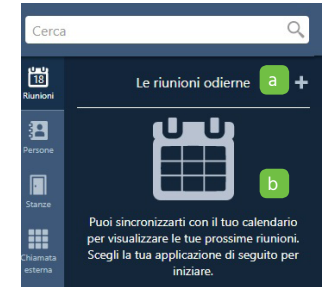 Cerca
18
Riunioni
Le riunioni odierne a +
Persone
b
Stanze
Puoi sincronizzarti con il tuo calendario
per visualizzare le tue prossime riunioni.
Scegli la tua applicazione di seguito per
iniziare.
Chiamata
esterna